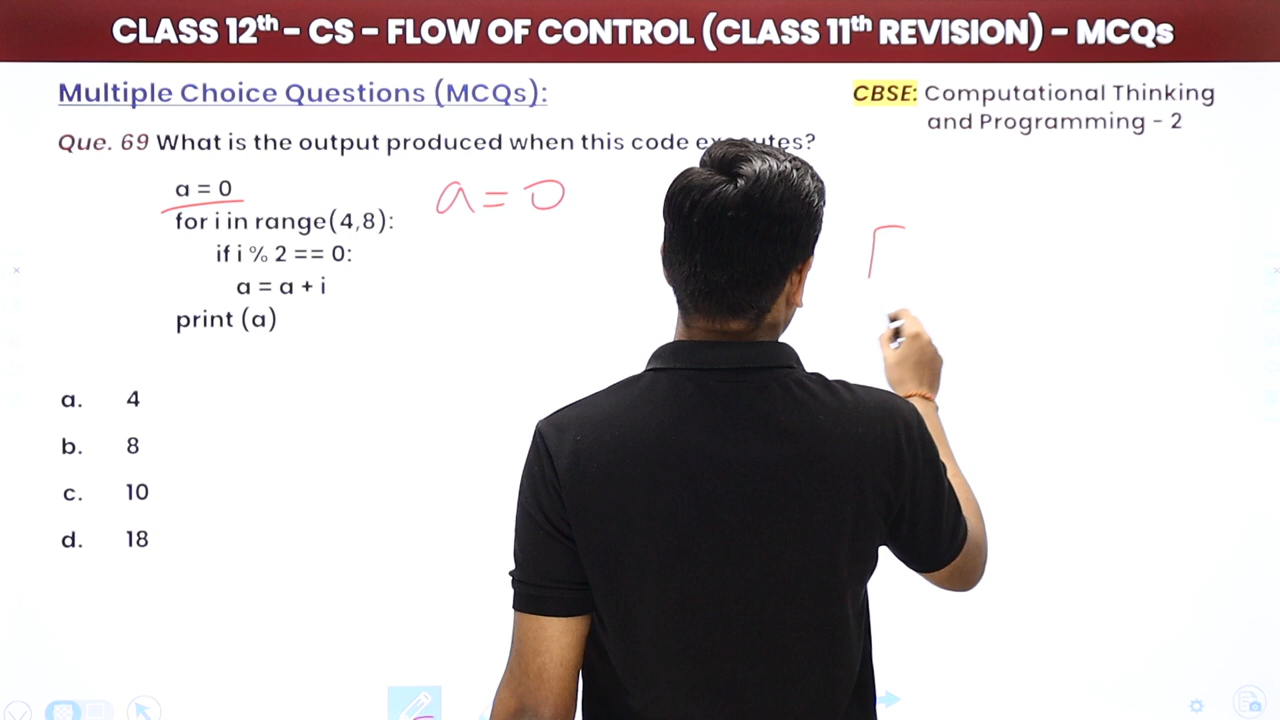 CLASS 12th - CS - FLOW OF CONTROL (CLASS 11th REVISION) - MCQs
Multiple Choice Questions (MCQs):
CBSE: Computational Thinking
and Programming - 2
Que. 69 What is the output produced when this code executes?
a = 0
a = 0
for i in range(4,8):
if i % 2 == 0:
a = a + i
print (a)
a. 4
b. 8
c. 10
d. 18